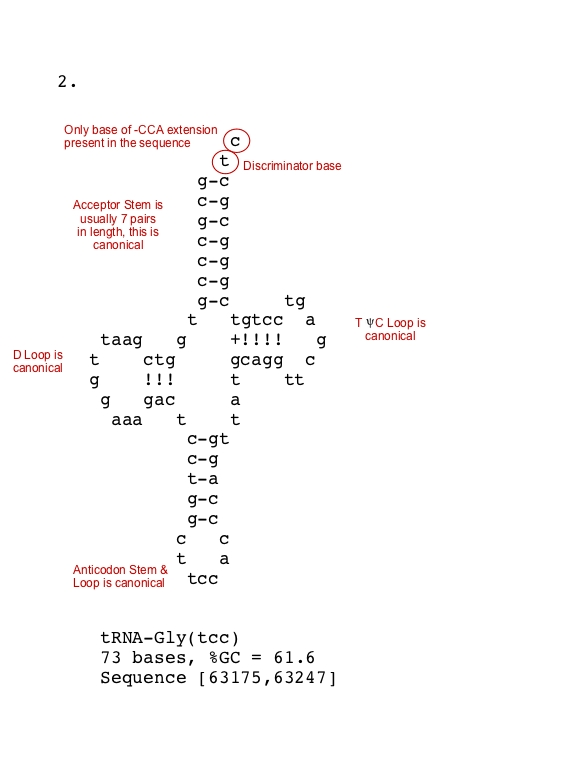 2.
Only base of -CCA extension
present in the sequence
c
t
Discriminator base
g-c
Acceptor Stem is
usually 7 pairs
in length, this is
canonical
c-g
g-c
c-g
c-g
c-g
g-c tg
t tgtcc a
T ψC Loop is
canonical
taag g +!!!! g
D Loop is
canonical
t ctg gcagg c
g !!! t tt
g gac a
aaa t t
c-gt
c-g
t-a
g-c
g-c
c c
t a
Anticodon Stem &
Loop is canonical
tcc
tRNA-Gly(tcc)
73 bases, %GC = 61.6
Sequence [63175,63247]